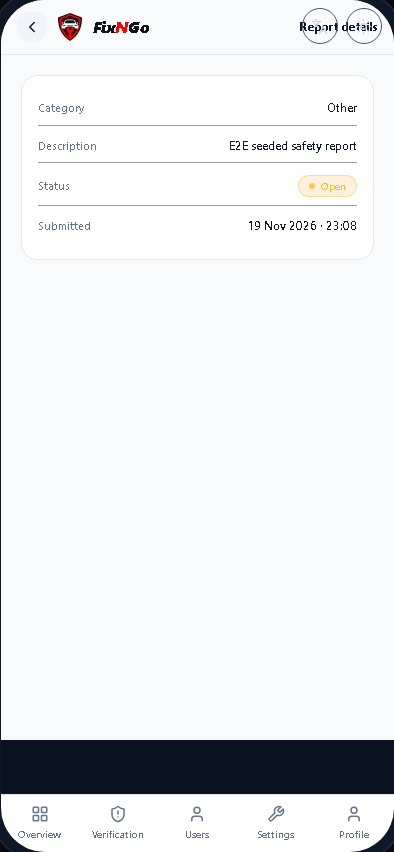 FixNGo
Report details
Category
Other
Description
E2E seeded safety report
Status
Open
Submitted
19 Nov 2026 · 23:08
Overview
Verification
Users
Settings
Profile